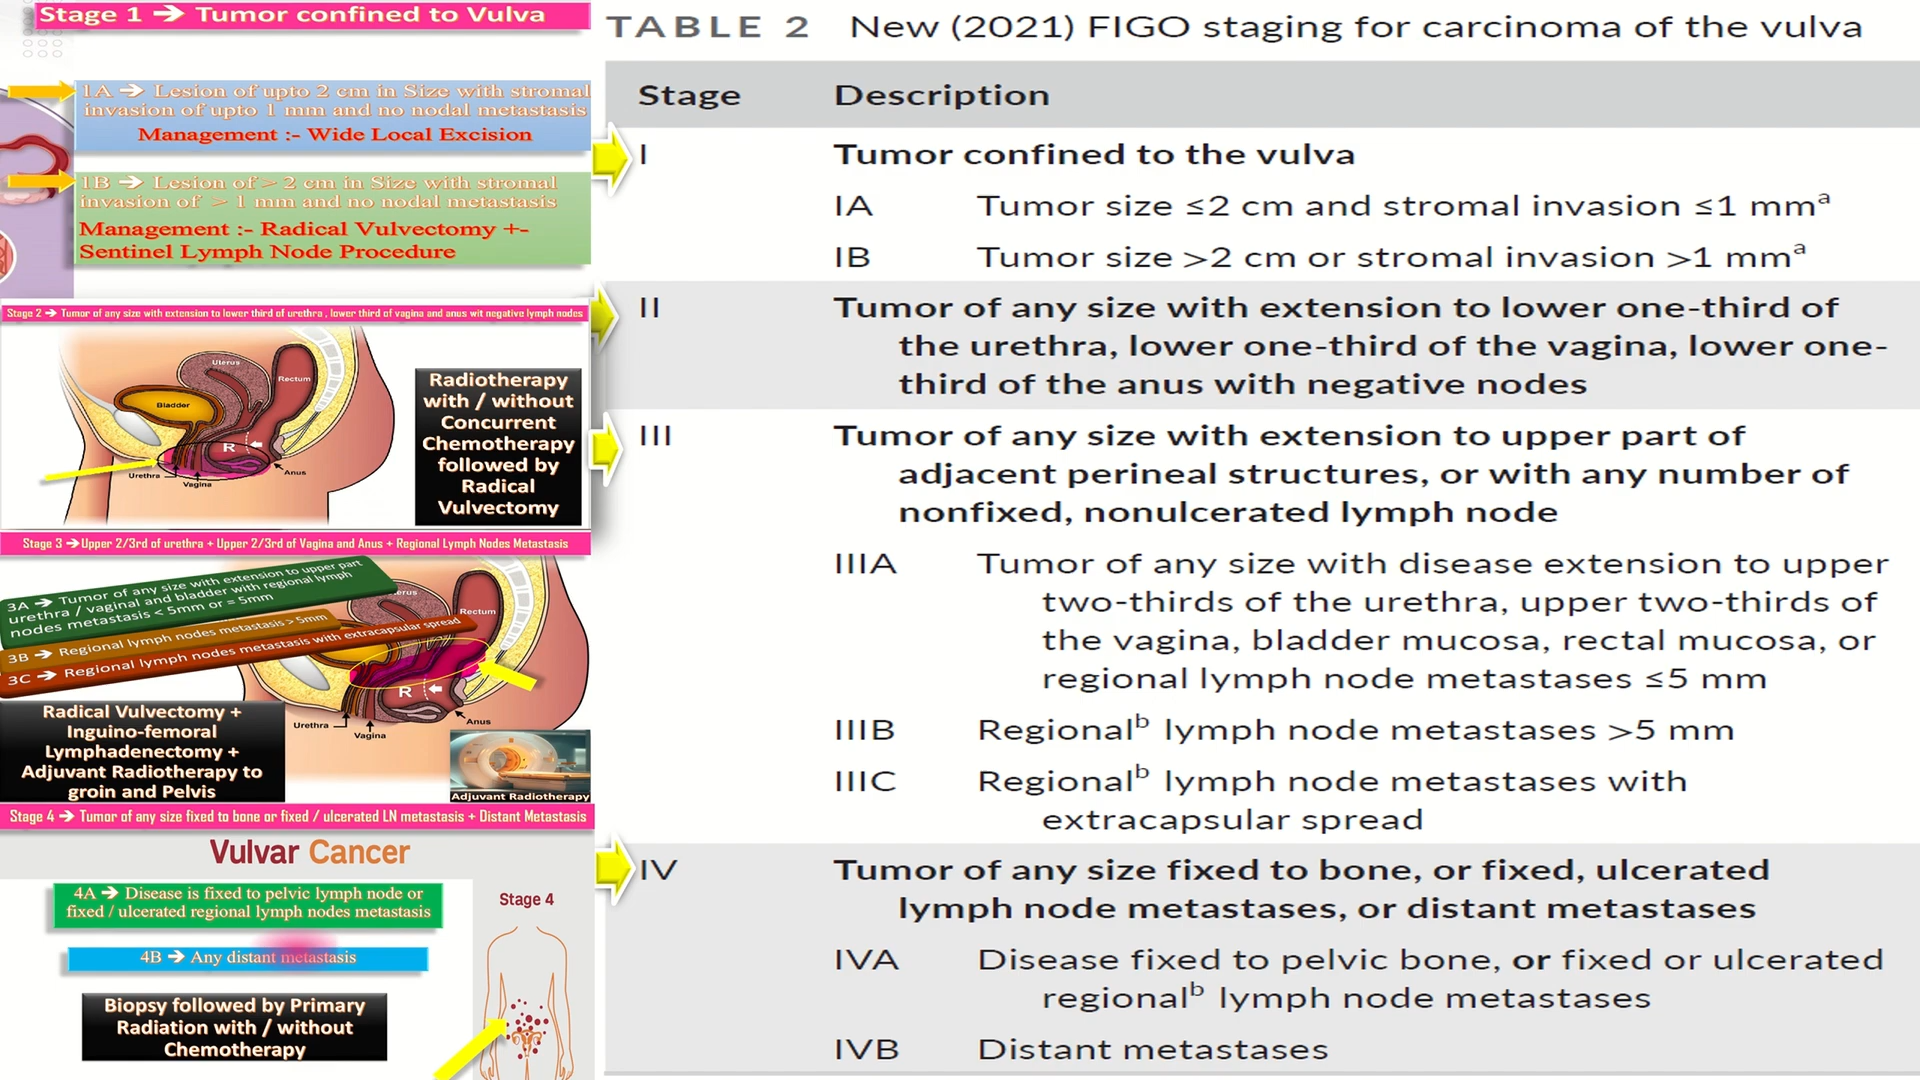 Stage 1 → Tumor confined to Vulva
1A → Lesion of upto 2 cm in Size with stromal
invasion of upto 1 mm and no nodal metastasis
Management :- Wide Local Excision
1B → Lesion of > 2 cm in Size with stromal
invasion of > 1 mm and no nodal metastasis
Management :- Radical Vulvectomy +-
Sentinel Lymph Node Procedure
Stage 2 → Tumor of any size with extension to lower third of urethra , lower third of vagina and anus wit negative lymph nodes
Uterus
Rectum
Bladder
R
Urethra
Vagina
Anus
Radiotherapy
with / without
Concurrent
Chemotherapy
followed by
Radical
Vulvectomy
Stage 3 → Upper 2/3rd of urethra + Upper 2/3rd of Vagina and Anus + Regional Lymph Nodes Metastasis
3A → Tumor of any size with extension to upper part
urethra / vaginal and bladder with regional lymph
nodes metastasis < 5mm or = 5mm
3B → Regional lymph nodes metastasis > 5mm
3C → Regional lymph nodes metastasis with extracapsular spread
erus
Rectum
R
Urethra
Vagina
Anus
Radical Vulvectomy +
Inguino-femoral
Lymphadenectomy +
Adjuvant Radiotherapy to
groin and Pelvis
Adjuvant Radiotherapy
Stage 4 → Tumor of any size fixed to bone or fixed / ulcerated LN metastasis + Distant Metastasis
Vulvar Cancer
4A → Disease is fixed to pelvic lymph node or
fixed / ulcerated regional lymph nodes metastasis
4B → Any distant metastasis
Biopsy followed by Primary
Radiation with / without
Chemotherapy
Stage 4
TABLE 2 New (2021) FIGO staging for carcinoma of the vulva
Stage Description
I Tumor confined to the vulva
IA Tumor size ≤2 cm and stromal invasion ≤1 mmᵃ
IB Tumor size >2 cm or stromal invasion >1 mmᵃ
II Tumor of any size with extension to lower one-third of
the urethra, lower one-third of the vagina, lower one-
third of the anus with negative nodes
III Tumor of any size with extension to upper part of
adjacent perineal structures, or with any number of
nonfixed, nonulcerated lymph node
IIIA Tumor of any size with disease extension to upper
two-thirds of the urethra, upper two-thirds of
the vagina, bladder mucosa, rectal mucosa, or
regional lymph node metastases ≤5 mm
IIIB Regionalᵇ lymph node metastases >5 mm
IIIC Regionalᵇ lymph node metastases with
extracapsular spread
IV Tumor of any size fixed to bone, or fixed, ulcerated
lymph node metastases, or distant metastases
IVA Disease fixed to pelvic bone, or fixed or ulcerated
regionalᵇ lymph node metastases
IVB Distant metastases